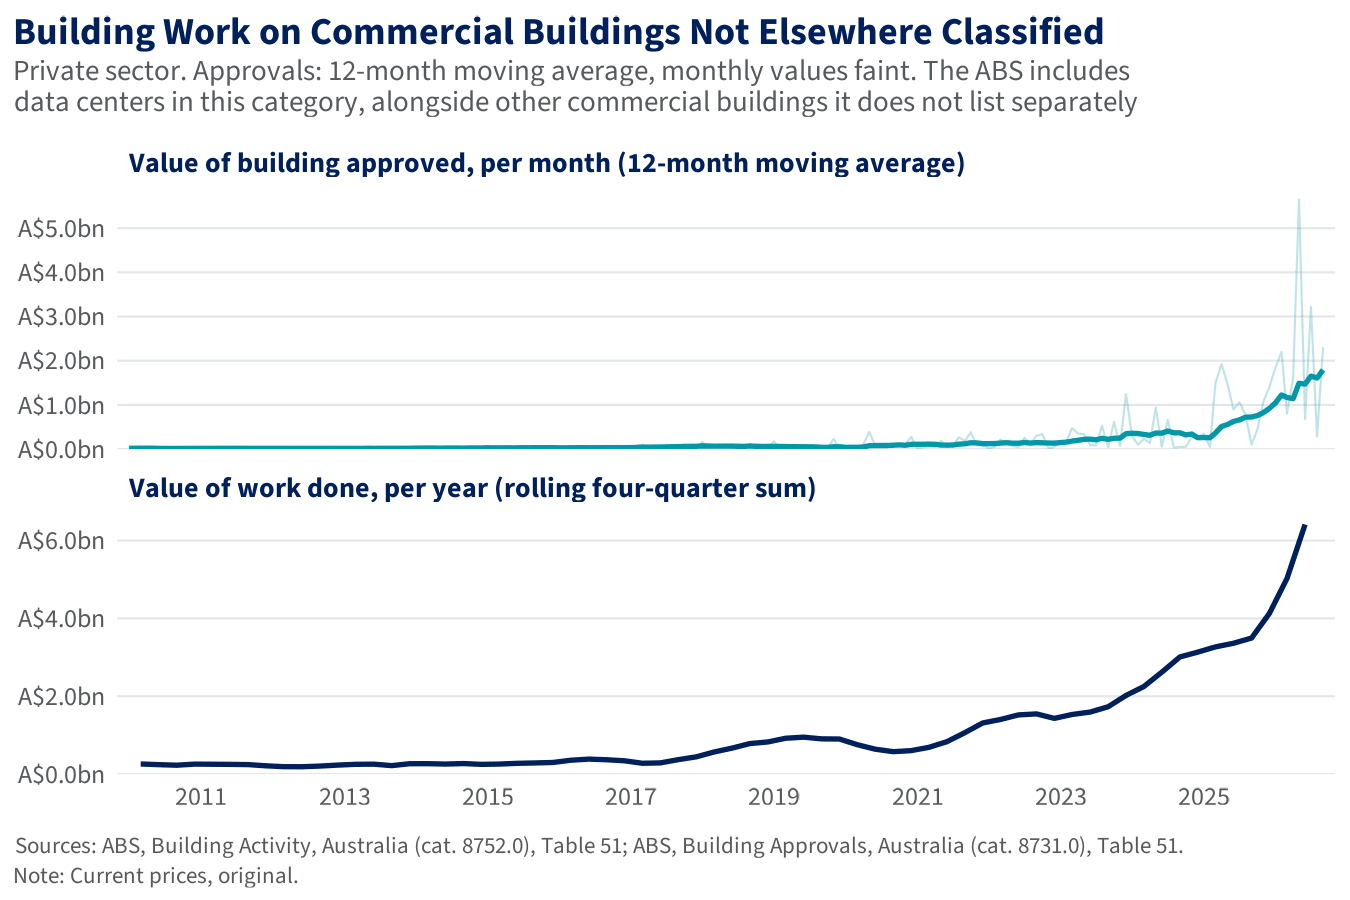 Building Work on Commercial Buildings Not Elsewhere Classified
Private sector. Approvals: 12-month moving average, monthly values faint. The ABS includes
data centers in this category, alongside other commercial buildings it does not list separately
Value of building approved, per month (12-month moving average)
A$5.0bn
A$4.0bn
A$3.0bn
A$2.0bn
A$1.0bn
A$0.0bn
Value of work done, per year (rolling four-quarter sum)
A$6.0bn
A$4.0bn
A$2.0bn
A$0.0bn
2011 2013 2015 2017 2019 2021 2023 2025
Sources: ABS, Building Activity, Australia (cat. 8752.0), Table 51; ABS, Building Approvals, Australia (cat. 8731.0), Table 51.
Note: Current prices, original.